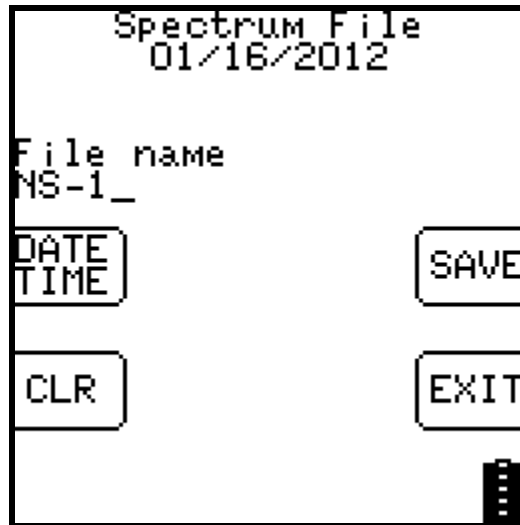 Spectrum File
01/16/2012
File name
NS-1_
DATE
TIME
SAVE
CLR
EXIT